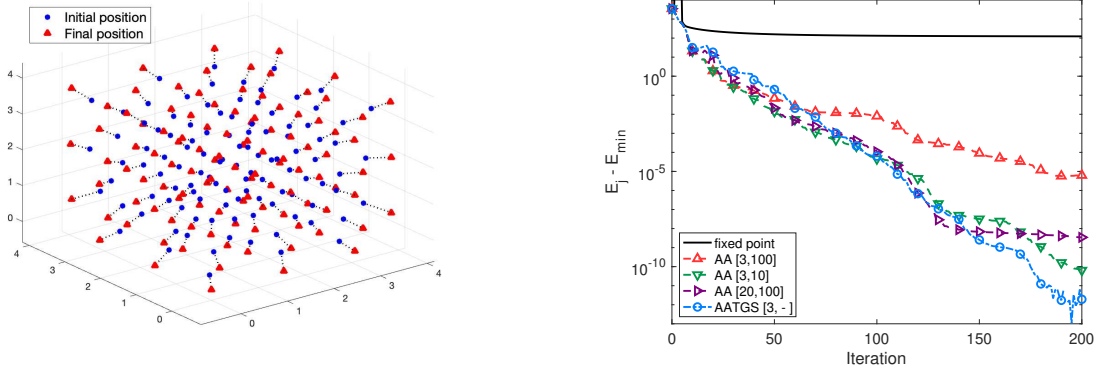 Initial position
Final position
4
3
2
1
0
4
3
2
1
0
0
1
2
3
4
E_j - E_min
10^0
10^-5
10^-10
fixed point
AA [3,100]
AA [3,10]
AA [20,100]
AATGS [3, - ]
0
50
100
150
200
Iteration